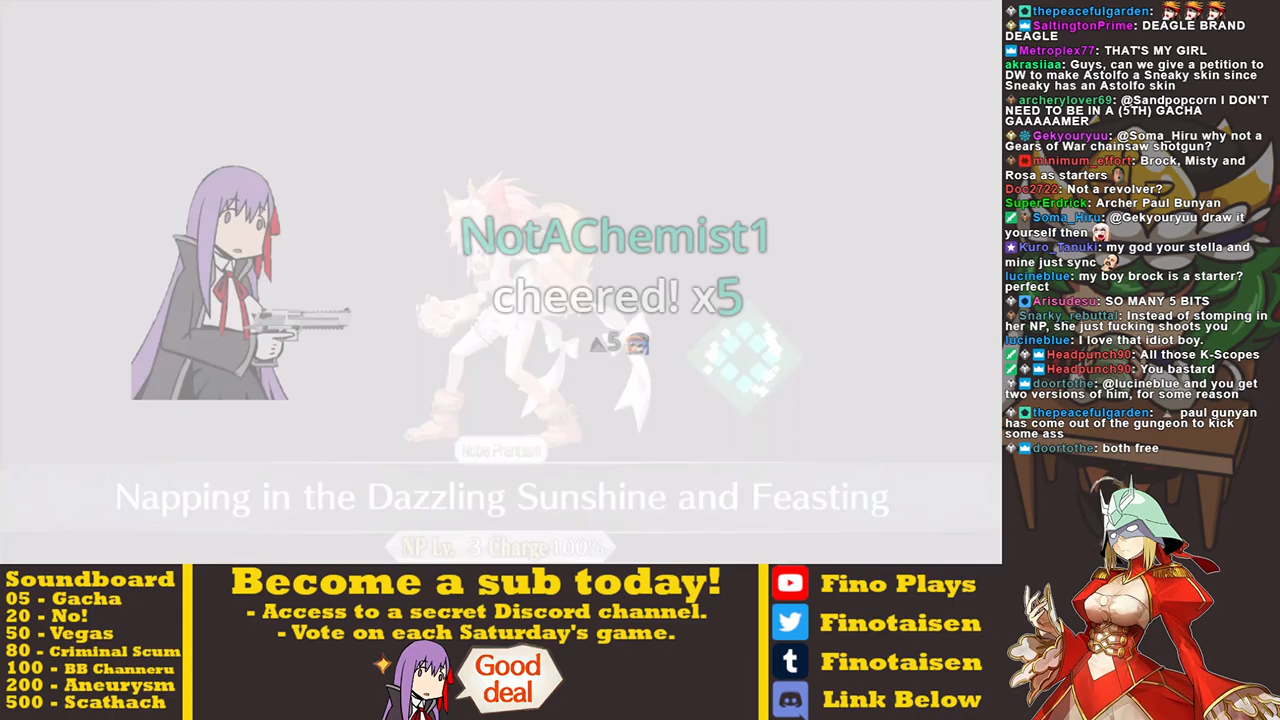 NotAChemist1
cheered! x5
5
Noble Phantasm
Napping in the Dazzling Sunshine and Feasting
NP Lv. 3 Charge 100%
thepeacefulgarden:
SaltingtonPrime: DEAGLE BRAND
DEAGLE
Metroplex77: THAT'S MY GIRL
akrasiiaa: Guys, can we give a petition to
DW to make Astolfo a Sneaky skin since
Sneaky has an Astolfo skin
archerylover69: @Sandpopcorn I DON'T
NEED TO BE IN A (5TH) GACHA
GAAAAAMER
Gekyouryuu: @Soma_Hiru why not a
Gears of War chainsaw shotgun?
minimum_effort: Brock, Misty and
Rosa as starters
Doc2722: Not a revolver?
SuperErdrick: Archer Paul Bunyan
Soma_Hiru: @Gekyouryuu draw it
yourself then
Kuro_Tanuki: my god your stella and
mine just sync
lucineblue: my boy brock is a starter?
perfect
Arisudesu: SO MANY 5 BITS
Snarky_rebuttal: Instead of stomping in
her NP, she just fucking shoots you
lucineblue: I love that idiot boy.
Headpunch90: All those K-Scopes
Headpunch90: You bastard
doortothe: @lucineblue and you get
two versions of him, for some reason
thepeacefulgarden: paul gunyan
has come out of the gungeon to kick
some ass
doortothe: both free
Soundboard
05 - Gacha
20 - No!
50 - Vegas
80 - Criminal Scum
100 - BB Channeru
200 - Aneurysm
500 - Scathach
Become a sub today!
- Access to a secret Discord channel.
- Vote on each Saturday's game.
Good
deal
Fino Plays
Finotaisen
Finotaisen
Link Below